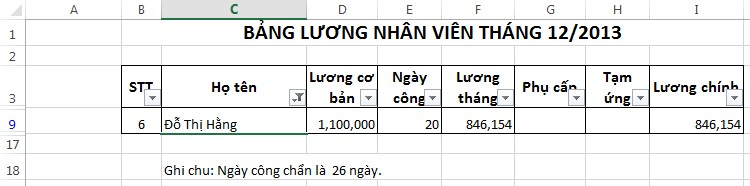 A B C D E F G H I
1 BẢNG LƯƠNG NHÂN VIÊN THÁNG 12/2013
2
3 STT Họ tên Lương cơ bản Ngày công Lương tháng Phụ cấp Tạm ứng Lương chính
9 6 Đỗ Thị Hằng 1,100,000 20 846,154 846,154
17
18 Ghi chu: Ngày công chẩn là 26 ngày.